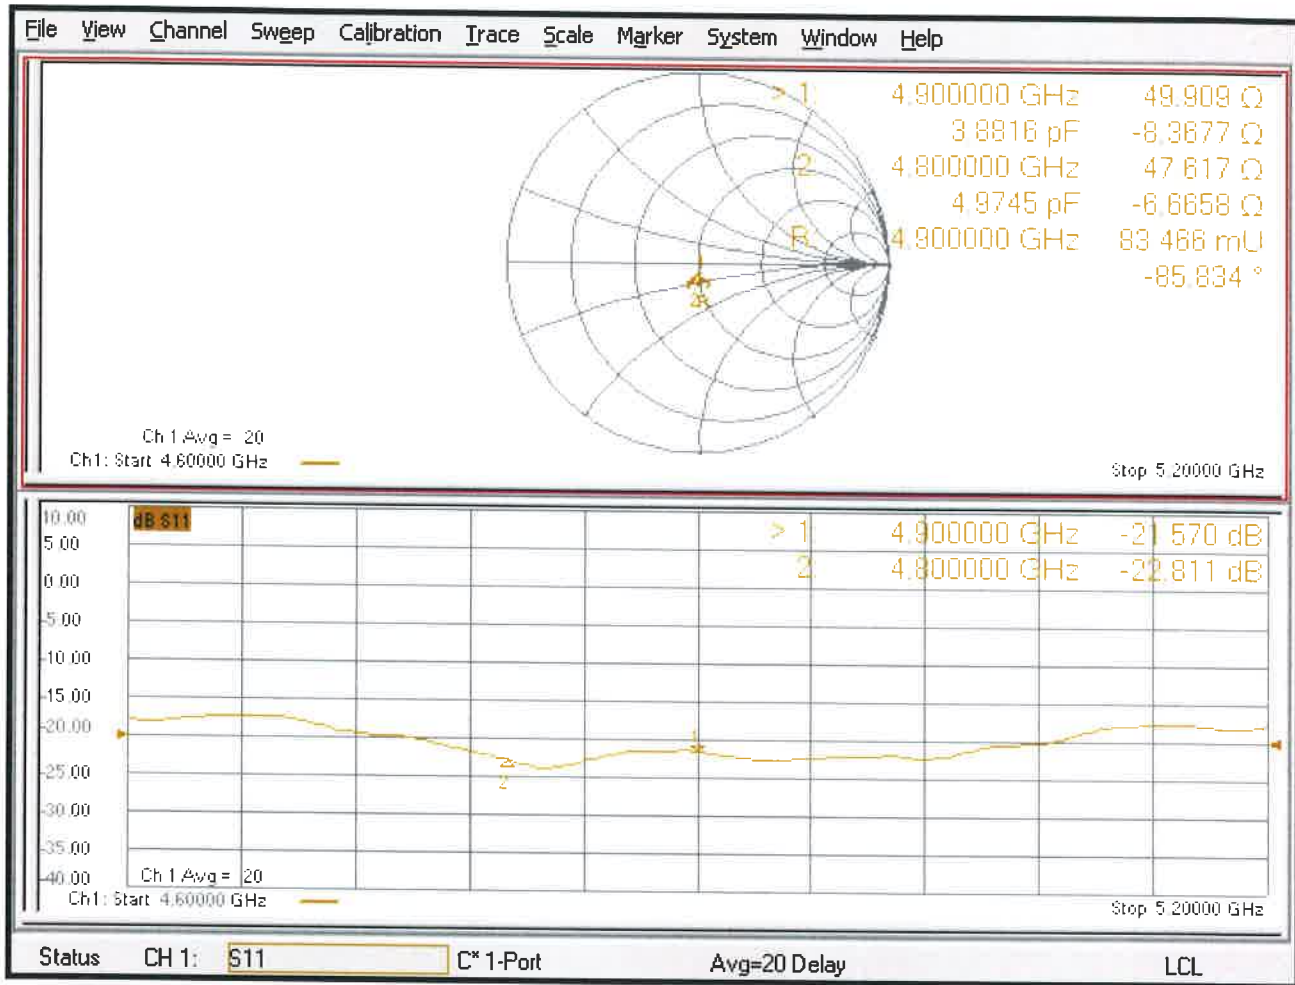 File View Channel Sweep Calibration Trace Scale Marker System Window Help
> 1: 4.900000 GHz 49.909 Ω
3.8816 pF -8.3677 Ω
2: 4.800000 GHz 47.617 Ω
4.9745 pF -6.6658 Ω
R: 4.900000 GHz 83.466 mU
-85.834 °
1
2 R
Ch 1 Avg = 20
Ch1: Start 4.60000 GHz
Stop 5.20000 GHz
dB S11
> 1: 4.900000 GHz -21.570 dB
2: 4.800000 GHz -22.811 dB
10.00
5.00
0.00
-5.00
-10.00
-15.00
-20.00
-25.00
-30.00
-35.00
-40.00
1
2
Ch 1 Avg = 20
Ch1: Start 4.60000 GHz
Stop 5.20000 GHz
Status CH 1: S11 C* 1-Port Avg=20 Delay LCL